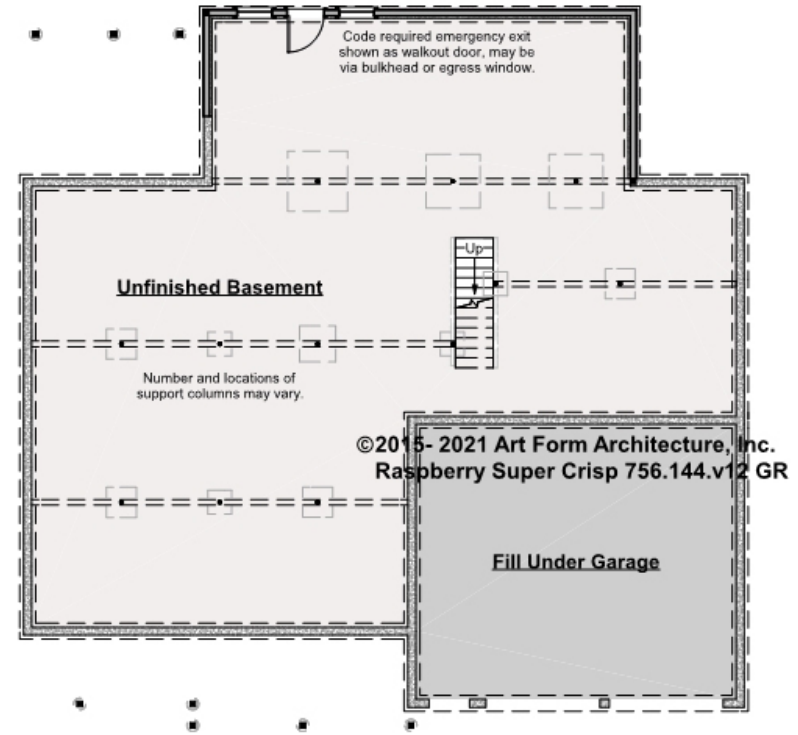 Code required emergency exit
shown as walkout door, may be
via bulkhead or egress window.
Up
Unfinished Basement
Number and locations of
support columns may vary.
©2015- 2021 Art Form Architecture, Inc.
Raspberry Super Crisp 756.144.v12 GR
Fill Under Garage